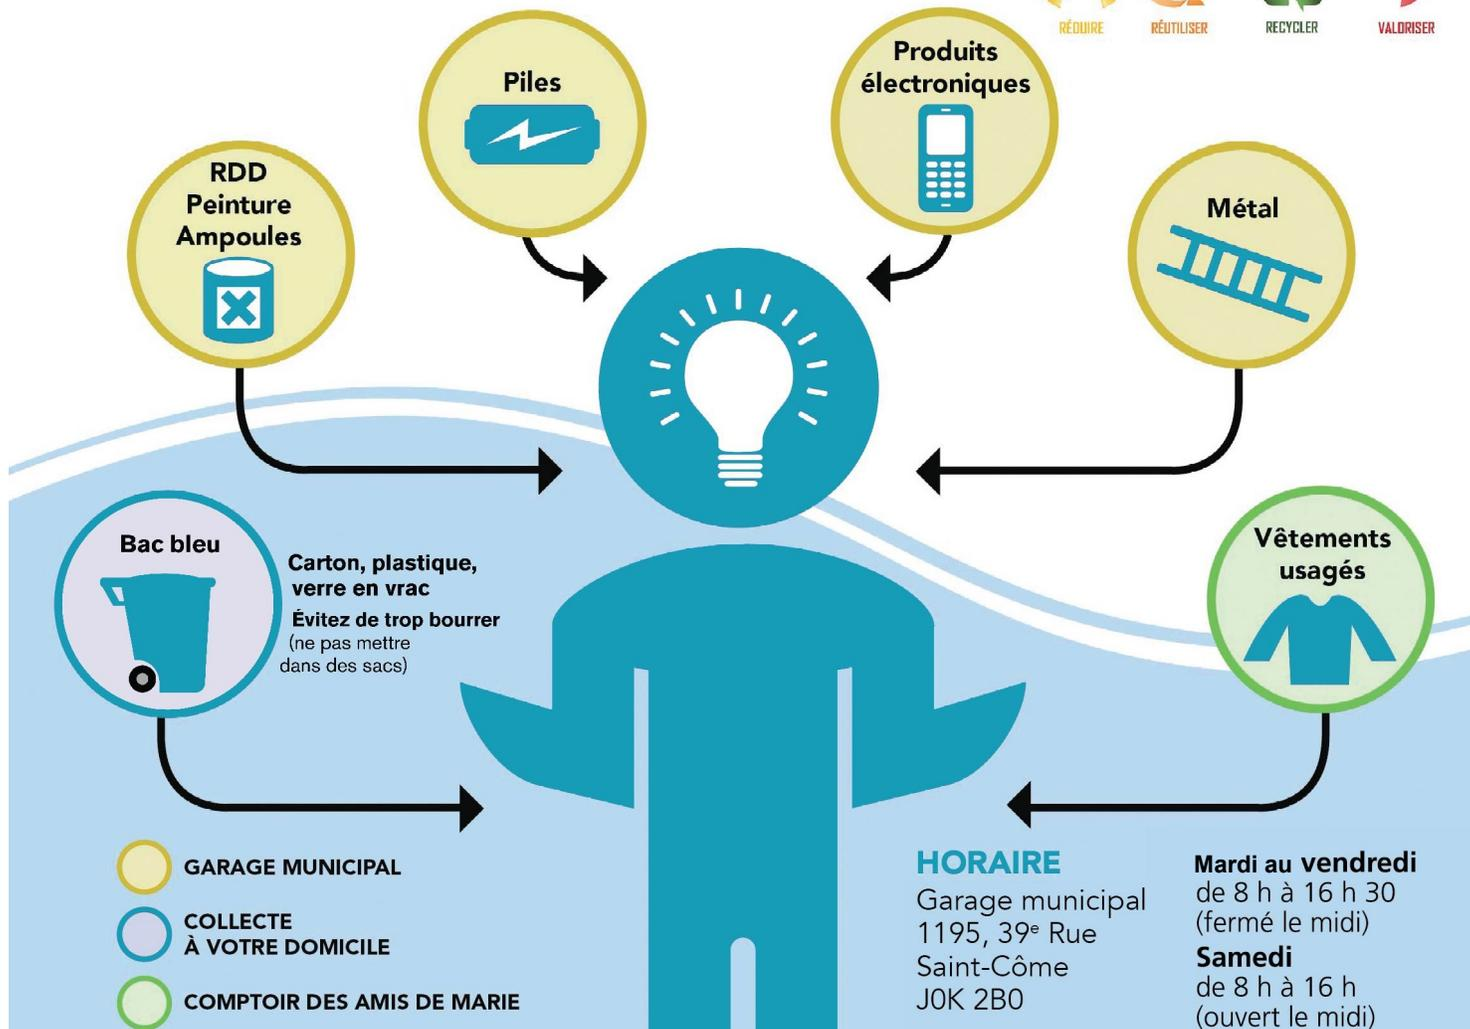 RÉDUIRE
RÉUTILISER
RECYCLER
VALORISER
Piles
Produits
électroniques
RDD
Peinture
Ampoules
Métal
Bac bleu
Carton, plastique,
verre en vrac
Évitez de trop bourrer
(ne pas mettre
dans des sacs)
Vêtements
usagés
GARAGE MUNICIPAL
COLLECTE
À VOTRE DOMICILE
COMPTOIR DES AMIS DE MARIE
HORAIRE
Garage municipal
1195, 39e Rue
Saint-Côme
J0K 2B0
Mardi au vendredi
de 8 h à 16 h 30
(fermé le midi)
Samedi
de 8 h à 16 h
(ouvert le midi)